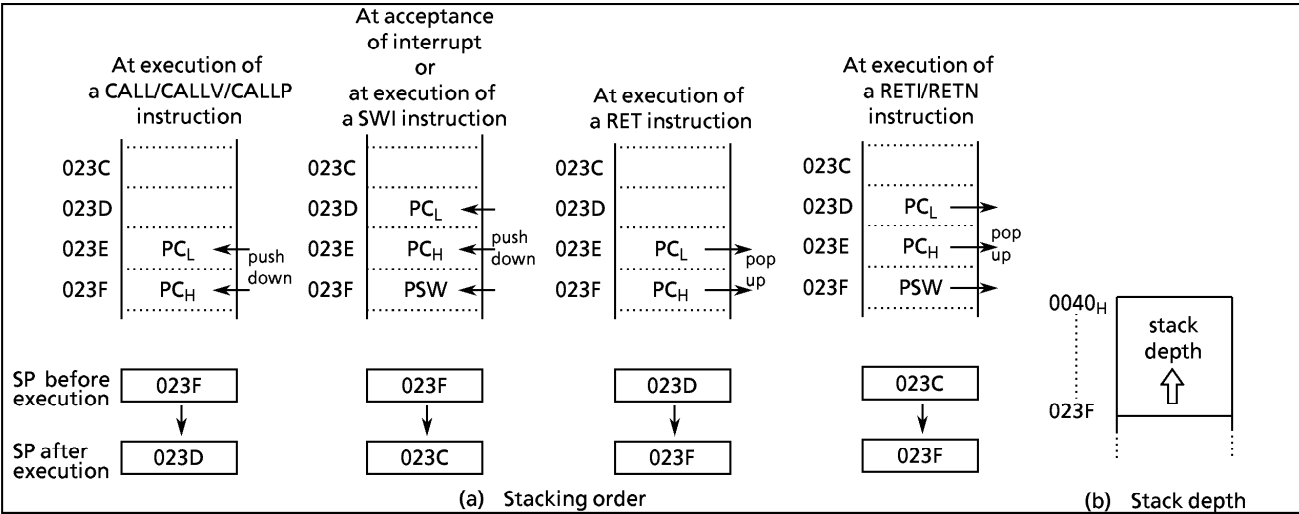 At execution of
a CALL/CALLV/CALLP
instruction
023C
023D
023E PCL
023F PCH
push
down
At acceptance
of interrupt
or
at execution of
a SWI instruction
023C
023D PCL
023E PCH
023F PSW
push
down
At execution of
a RET instruction
023C
023D
023E PCL
023F PCH
pop
up
At execution of
a RETI/RETN
instruction
023C
023D PCL
023E PCH
023F PSW
pop
up
SP before
execution
023F
023F
023D
023C
SP after
execution
023D
023C
023F
023F
(a) Stacking order
0040H
stack
depth
023F
(b) Stack depth